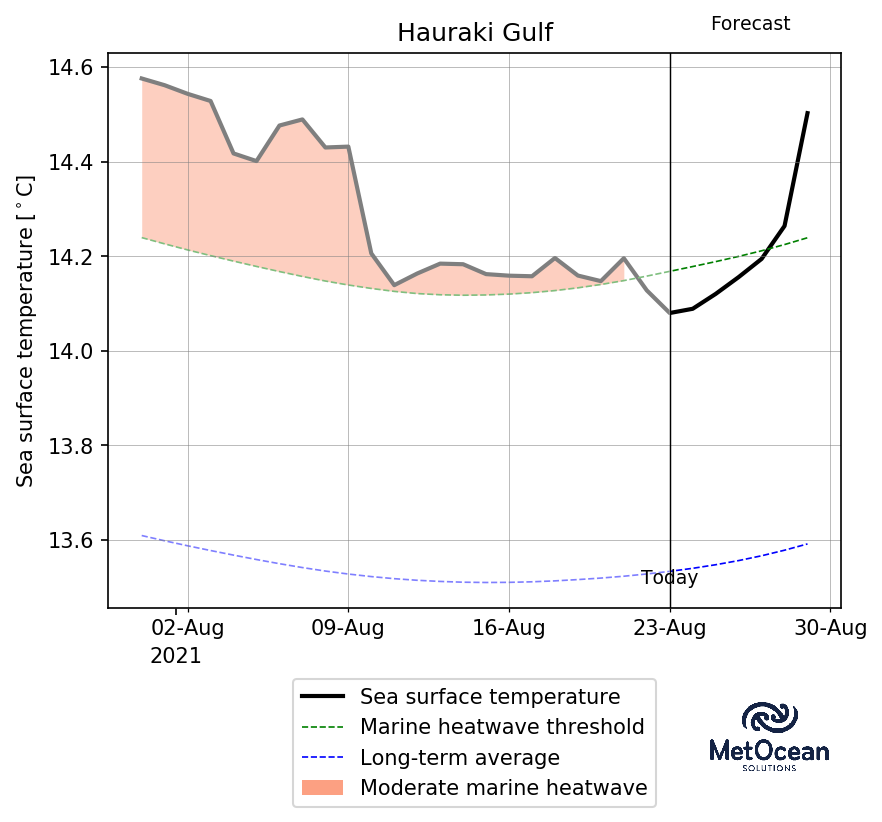 Forecast
Hauraki Gulf
Sea surface temperature [°C]
14.6
14.4
14.2
14.0
13.8
13.6
Today
02-Aug 09-Aug 16-Aug 23-Aug 30-Aug
2021
Sea surface temperature
Marine heatwave threshold
Long-term average
Moderate marine heatwave
MetOcean
SOLUTIONS